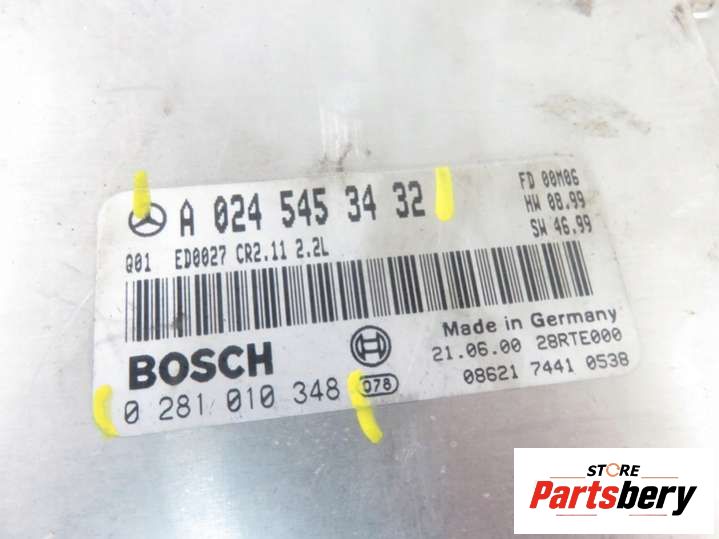 A 024 545 34 32
FD 00M06
HW 08.99
SW 46.99
Q01 ED0027 CR2.11 2.2L
BOSCH
Made in Germany
21.06.00 28RTE000
0 281 010 348 078
08621 7441 0538
STORE
Partsbery